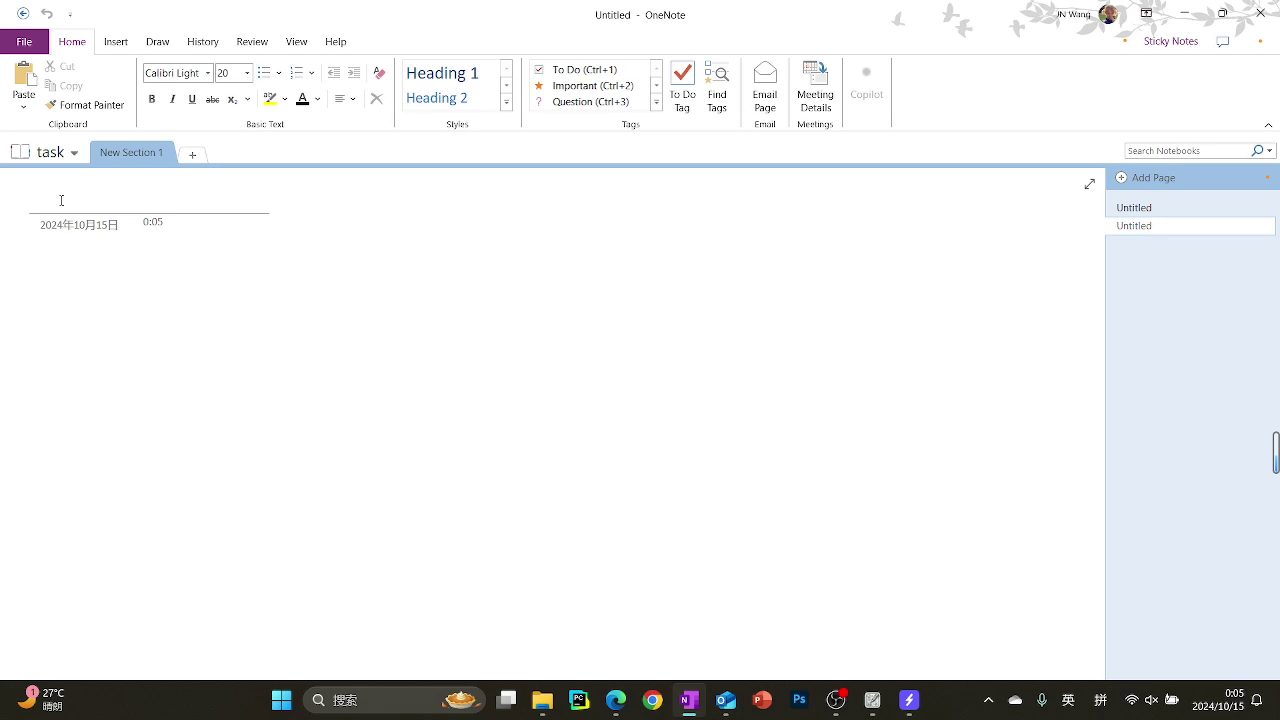 Untitled - OneNote
JN Wang
File Home Insert Draw History Review View Help
Sticky Notes
Paste
Cut
Copy
Format Painter
Clipboard
Calibri Light 20
B I U abc X₂
Basic Text
Heading 1
Heading 2
Styles
To Do (Ctrl+1)
Important (Ctrl+2)
Question (Ctrl+3)
Tags
To Do
Tag
Find
Tags
Email
Page
Email
Meeting
Details
Meetings
Copilot
task New Section 1
Search Notebooks
Add Page
Untitled
Untitled
2024年10月15日 0:05
1
27°C
晴朗
搜索
英 拼
0:05
2024/10/15